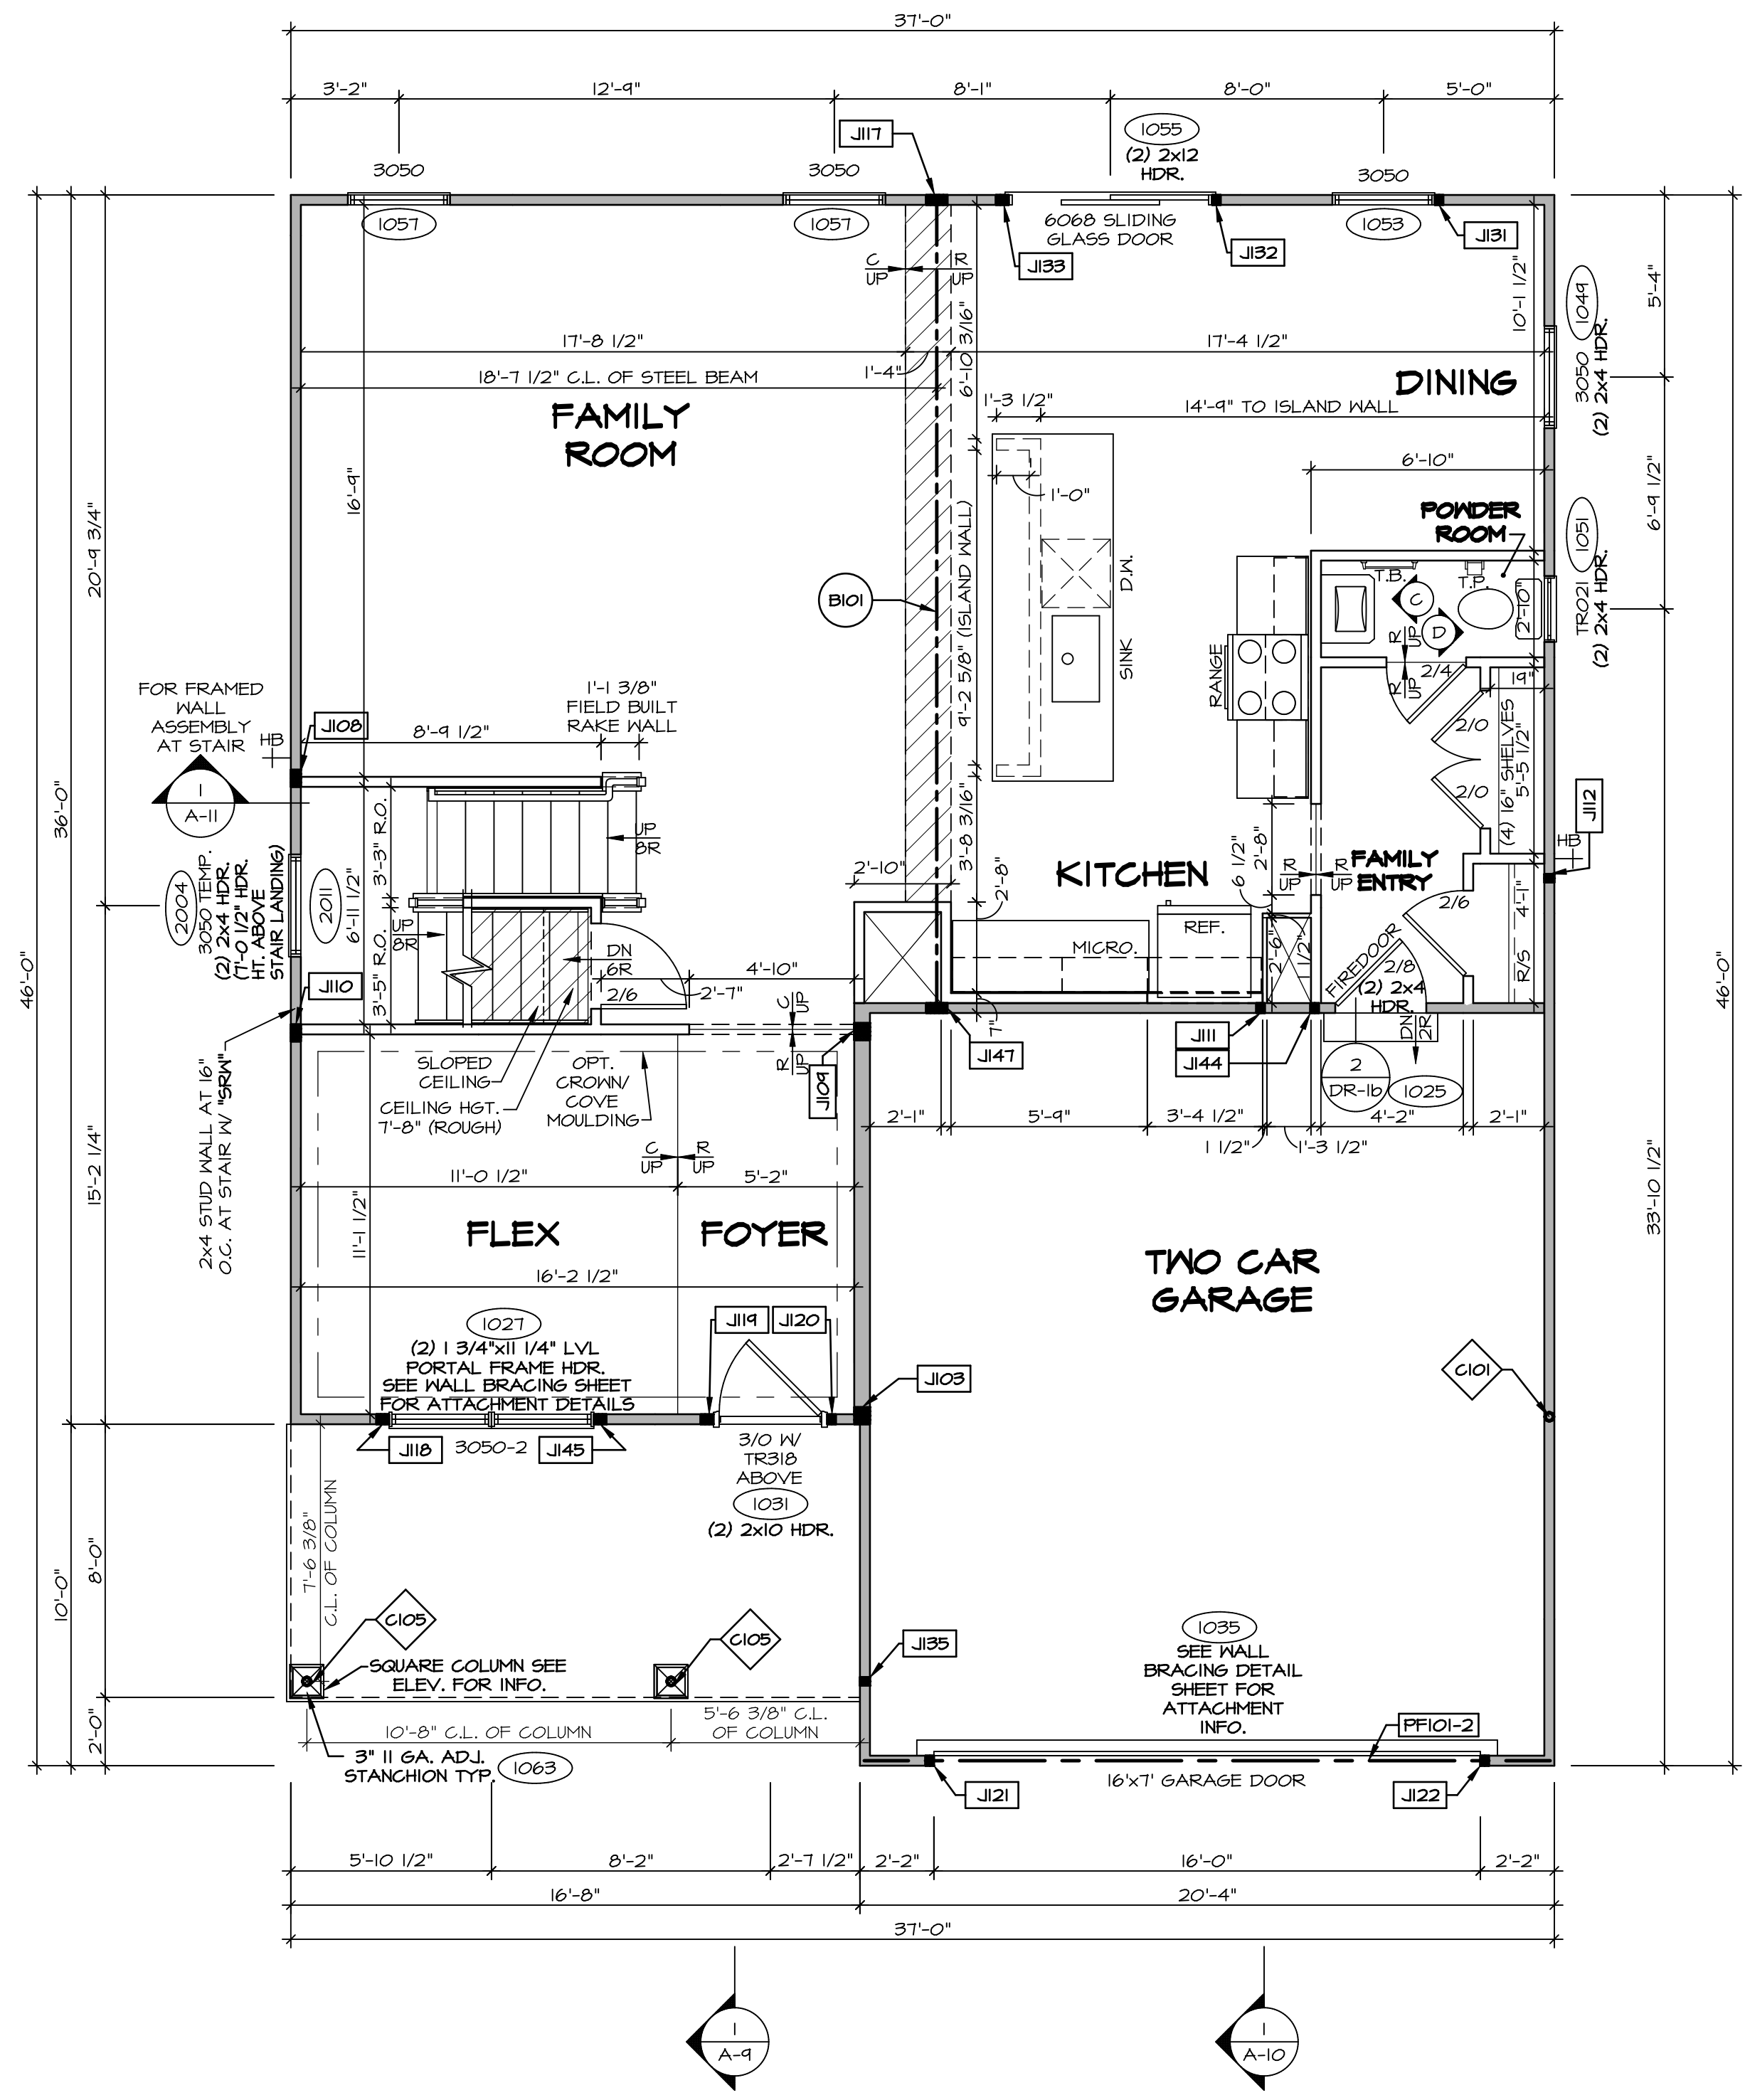 37'-0"
3'-2"
12'-9"
8'-1"
8'-0"
5'-0"
J117
1055
(2) 2x12
HDR.
3050
3050
3050
1057
1057
6068 SLIDING
GLASS DOOR
1053
J133
J132
J131
C
UP
R
UP
10'-1 1/2"
1049
3050
(2) 2x4 HDR.
5'-4"
17'-8 1/2"
1'-4"
6'-10 3/16"
17'-4 1/2"
18'-7 1/2" C.L. OF STEEL BEAM
DINING
1'-3 1/2"
14'-9" TO ISLAND WALL
FAMILY
ROOM
6'-10"
16'-9"
1'-0"
POWDER
ROOM
6'-9 1/2"
1051
TR021
(2) 2x4 HDR.
20'-9 3/4"
9'-2 5/8" (ISLAND WALL)
D.W.
T.B.
T.P.
C
D
2'-10"
B101
R
UP
R
UP
2/4
SINK
RANGE
19"
FOR FRAMED
WALL
ASSEMBLY
AT STAIR
HB
1
A-11
J108
8'-9 1/2"
1'-1 3/8"
FIELD BUILT
RAKE WALL
2/0
2/0
(4) 16" SHELVES
5'-5 1/2"
J112
HB
36'-0"
46'-0"
46'-0"
3'-3" R.O.
UP
8R
3'-8 3/16"
2'-10"
2'-8"
KITCHEN
6 1/2"
2'-8"
R
UP
R
UP
FAMILY
ENTRY
2/6
4'-1"
R/S
2004
3050 TEMP.
(2) 2x4 HDR.
(7'-0 1/2" HDR.
HT. ABOVE
STAIR LANDING)
2011
6'-11 1/2"
3'-5" R.O.
UP
8R
DN
6R
2/6
2'-7"
4'-10"
MICRO.
REF.
2'-6"
1/2"
FIREDOOR
2/8
(2) 2x4
HDR.
DN
2R
J110
C
UP
R
UP
J109
7"
J147
J111
J144
2
DR-1b
1025
SLOPED
CEILING
CEILING HGT.
7'-8" (ROUGH)
OPT.
CROWN/
COVE
MOULDING
2x4 STUD WALL AT 16"
O.C. AT STAIR W/ "SRW"
2'-1"
5'-9"
3'-4 1/2"
1 1/2"
1'-3 1/2"
4'-2"
2'-1"
C
UP
R
UP
11'-0 1/2"
5'-2"
15'-2 1/4"
11'-1 1/2"
33'-10 1/2"
FLEX
FOYER
16'-2 1/2"
TWO CAR
GARAGE
1027
(2) 1 3/4"x11 1/4" LVL
PORTAL FRAME HDR.
SEE WALL BRACING SHEET
FOR ATTACHMENT DETAILS
J119
J120
J103
C101
J118
3050-2
J145
3/0 W/
TR318
ABOVE
1031
(2) 2x10 HDR.
7'-6 3/8"
C.L. OF COLUMN
10'-0"
8'-0"
2'-0"
C105
C105
SQUARE COLUMN SEE
ELEV. FOR INFO.
J135
1035
SEE WALL
BRACING DETAIL
SHEET FOR
ATTACHMENT
INFO.
10'-8" C.L. OF COLUMN
5'-6 3/8" C.L.
OF COLUMN
3" 11 GA. ADJ.
STANCHION TYP.
1063
PF101-2
16'x7' GARAGE DOOR
J121
J122
5'-10 1/2"
8'-2"
2'-7 1/2"
2'-2"
16'-0"
2'-2"
16'-8"
20'-4"
37'-0"
1
A-9
1
A-10